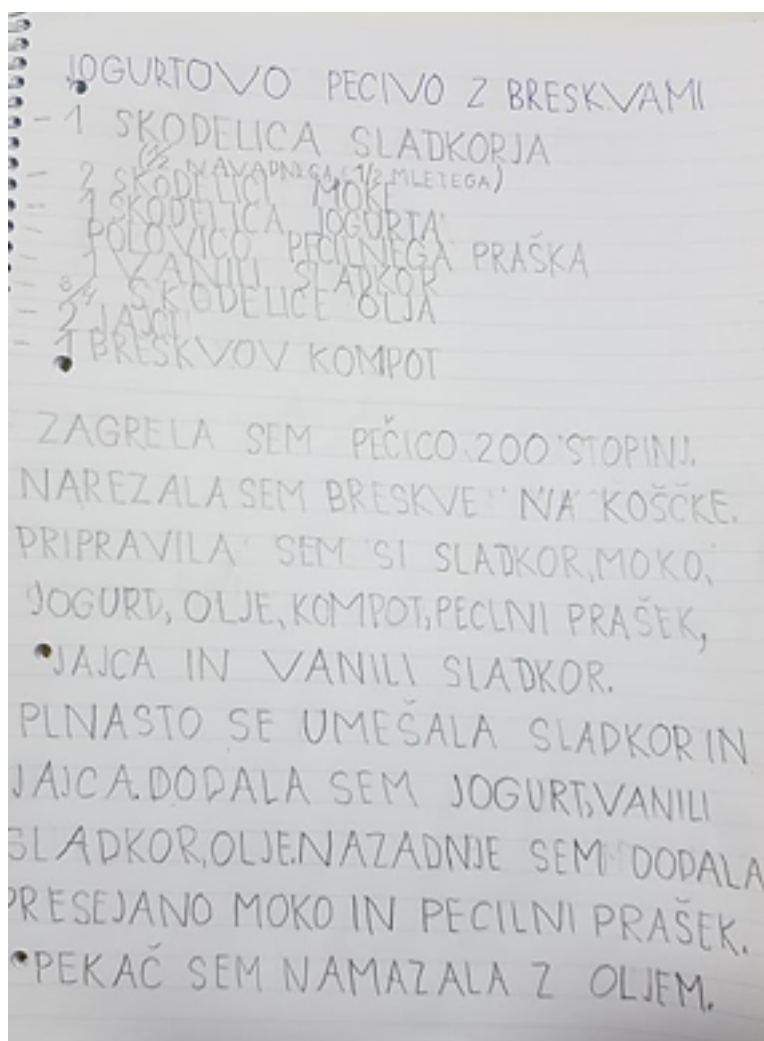 JOGURTOVO PECIVO Z BRESKVAMI
- 1 SKODELICA SLADKORJA
(1/2 NAVADNEGA, 1/2 MLETEGA)
- 2 SKODELICI MOKE
- 1 SKODELICA JOGURTA
POLOVICO PECILNEGA PRAŠKA
1 VANILI SLADKOR
3/4 SKODELICE OLJA
- 2 JAJCI
- 1 BRESKVOV KOMPOT
ZAGRELA SEM PEČICO 200 STOPINJ.
NAREZALA SEM BRESKVE NA KOŠČKE.
PRIPRAVILA SEM SI SLADKOR, MOKO,
JOGURD, OLJE, KOMPOT, PECLNI PRAŠEK,
JAJCA IN VANILI SLADKOR.
PLNASTO SE UMEŠALA SLADKOR IN
JAJCA. DODALA SEM JOGURT, VANILI
SLADKOR, OLJE. NAZADNJE SEM DODALA
PRESEJANO MOKO IN PECILNI PRAŠEK.
PEKAČ SEM NAMAZALA Z OLJEM.